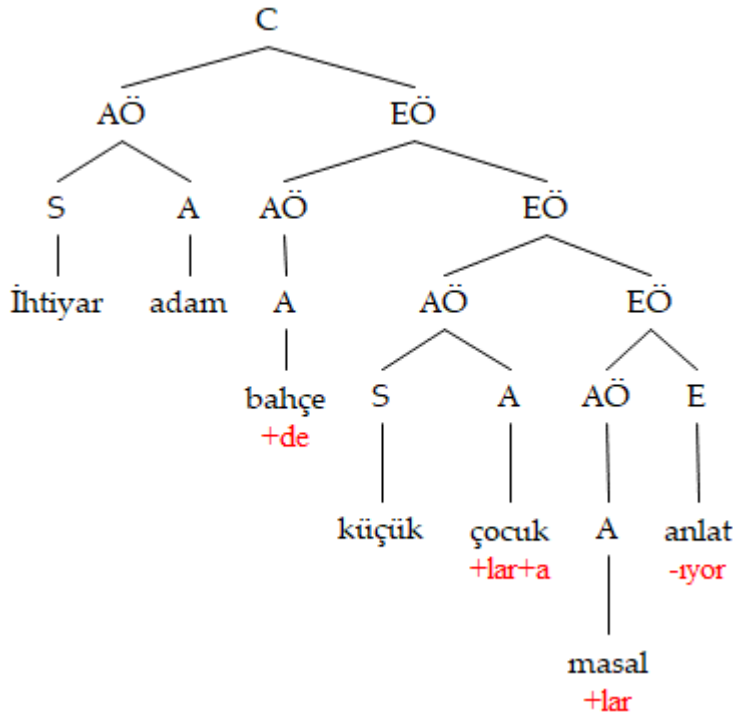 C
AÖ EÖ
S A AÖ EÖ
İhtiyar adam A AÖ EÖ
bahçe S A AÖ E
+de
küçük çocuk A anlat
+lar+a -ıyor
masal
+lar